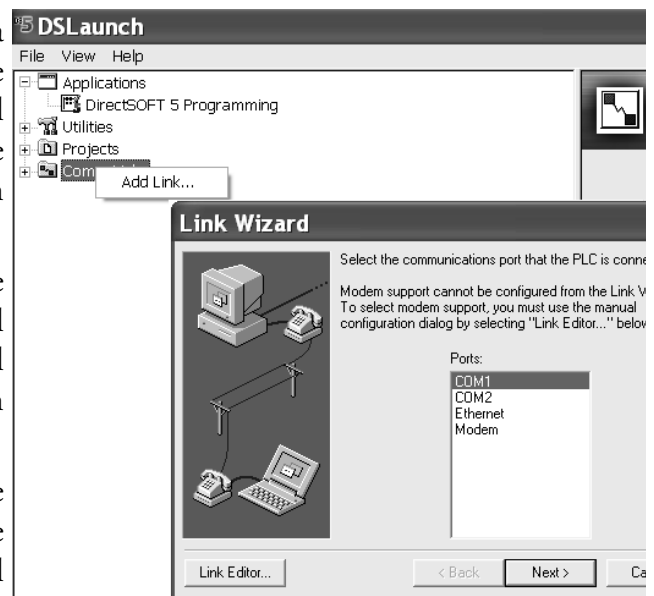 DSLaunch
File View Help
Applications
DirectSOFT 5 Programming
Utilities
Projects
Add Link...
Link Wizard
Select the communications port that the PLC is
Modem support cannot be configured from the Link
To select modem support, you must use the manual
configuration dialog by selecting "Link Editor..." below
Ports:
COM1
COM2
Ethernet
Modem
Link Editor...
< Back
Next >